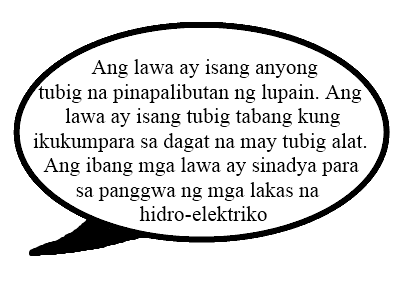 Ang lawa ay isang anyong
tubig na pinapalibutan ng lupain. Ang
lawa ay isang tubig tabang kung
ikukumpara sa dagat na may tubig alat.
Ang ibang mga lawa ay sinadya para
sa panggwa ng mga lakas na
hidro-elektriko